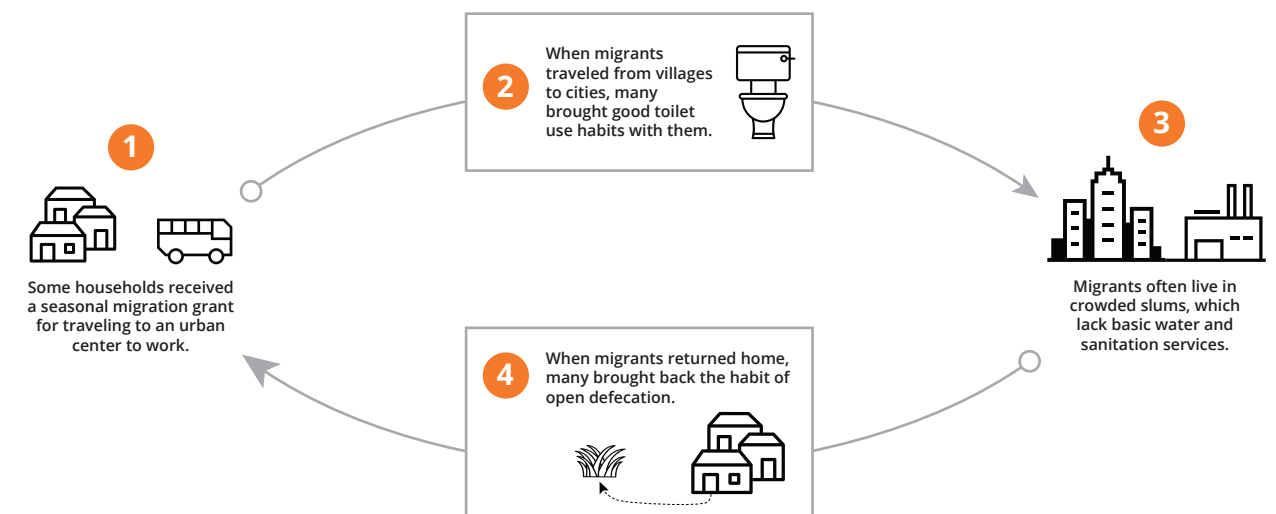 1
Some households received
a seasonal migration grant
for traveling to an urban
center to work.
2
When migrants
traveled from villages
to cities, many
brought good toilet
use habits with them.
3
Migrants often live in
crowded slums, which
lack basic water and
sanitation services.
4
When migrants returned home,
many brought back the habit of
open defecation.